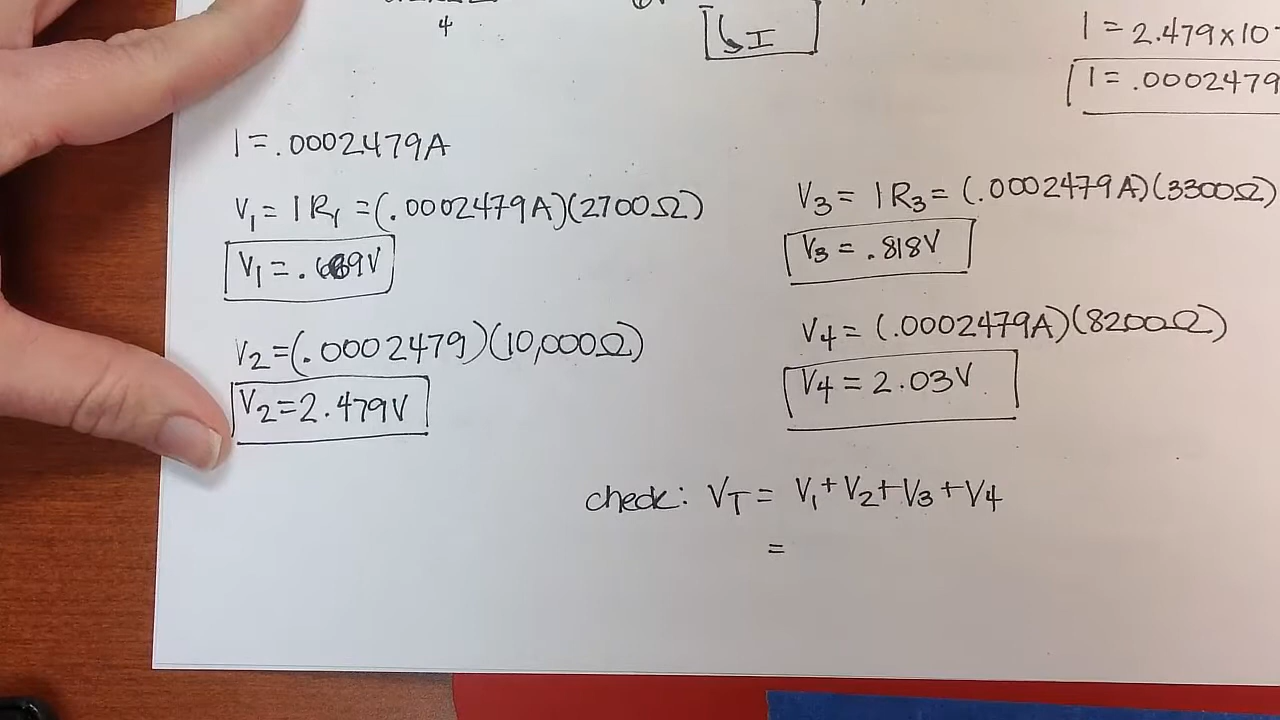 4
↳ I
I = 2.479x10-
I = .0002479
I = .0002479A
V1 = IR1 = (.0002479A)(2700Ω)
V1 = .669V
V2=(.0002479)(10,000Ω)
V2=2.479V
V3 = IR3 = (.0002479A)(3300Ω)
V3 = .818V
V4 = (.0002479A)(8200Ω)
V4 = 2.03V
check: VT = V1+V2+V3+V4
=